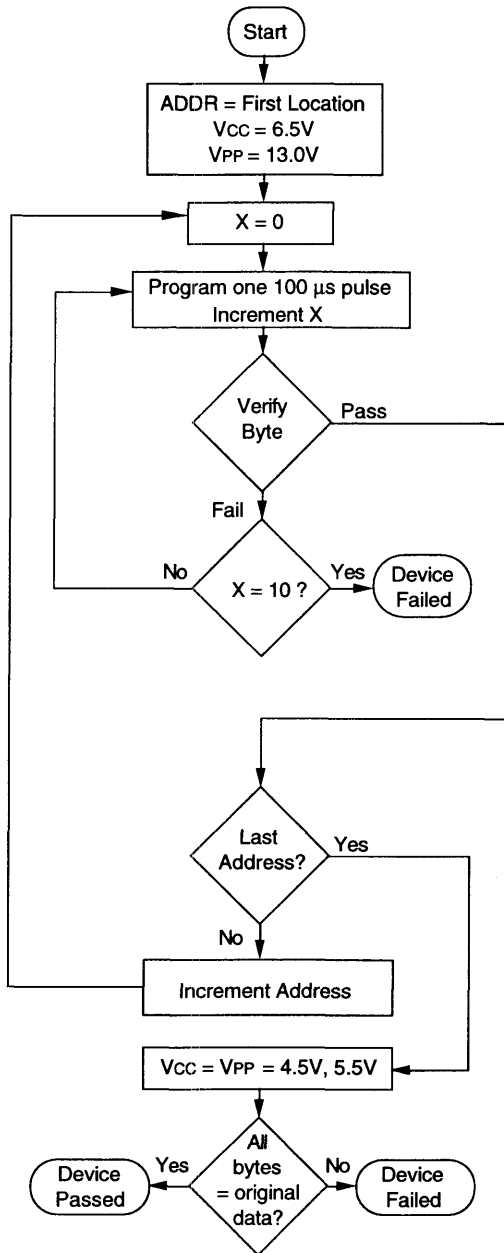 Start
ADDR = First Location
VCC = 6.5V
VPP = 13.0V
X = 0
Program one 100 µs pulse
Increment X
Verify
Byte
Pass
Fail
No
X = 10 ?
Yes
Device
Failed
Last
Address?
Yes
No
Increment Address
VCC = VPP = 4.5V, 5.5V
All
bytes
= original
data?
Yes
Device
Passed
No
Device
Failed